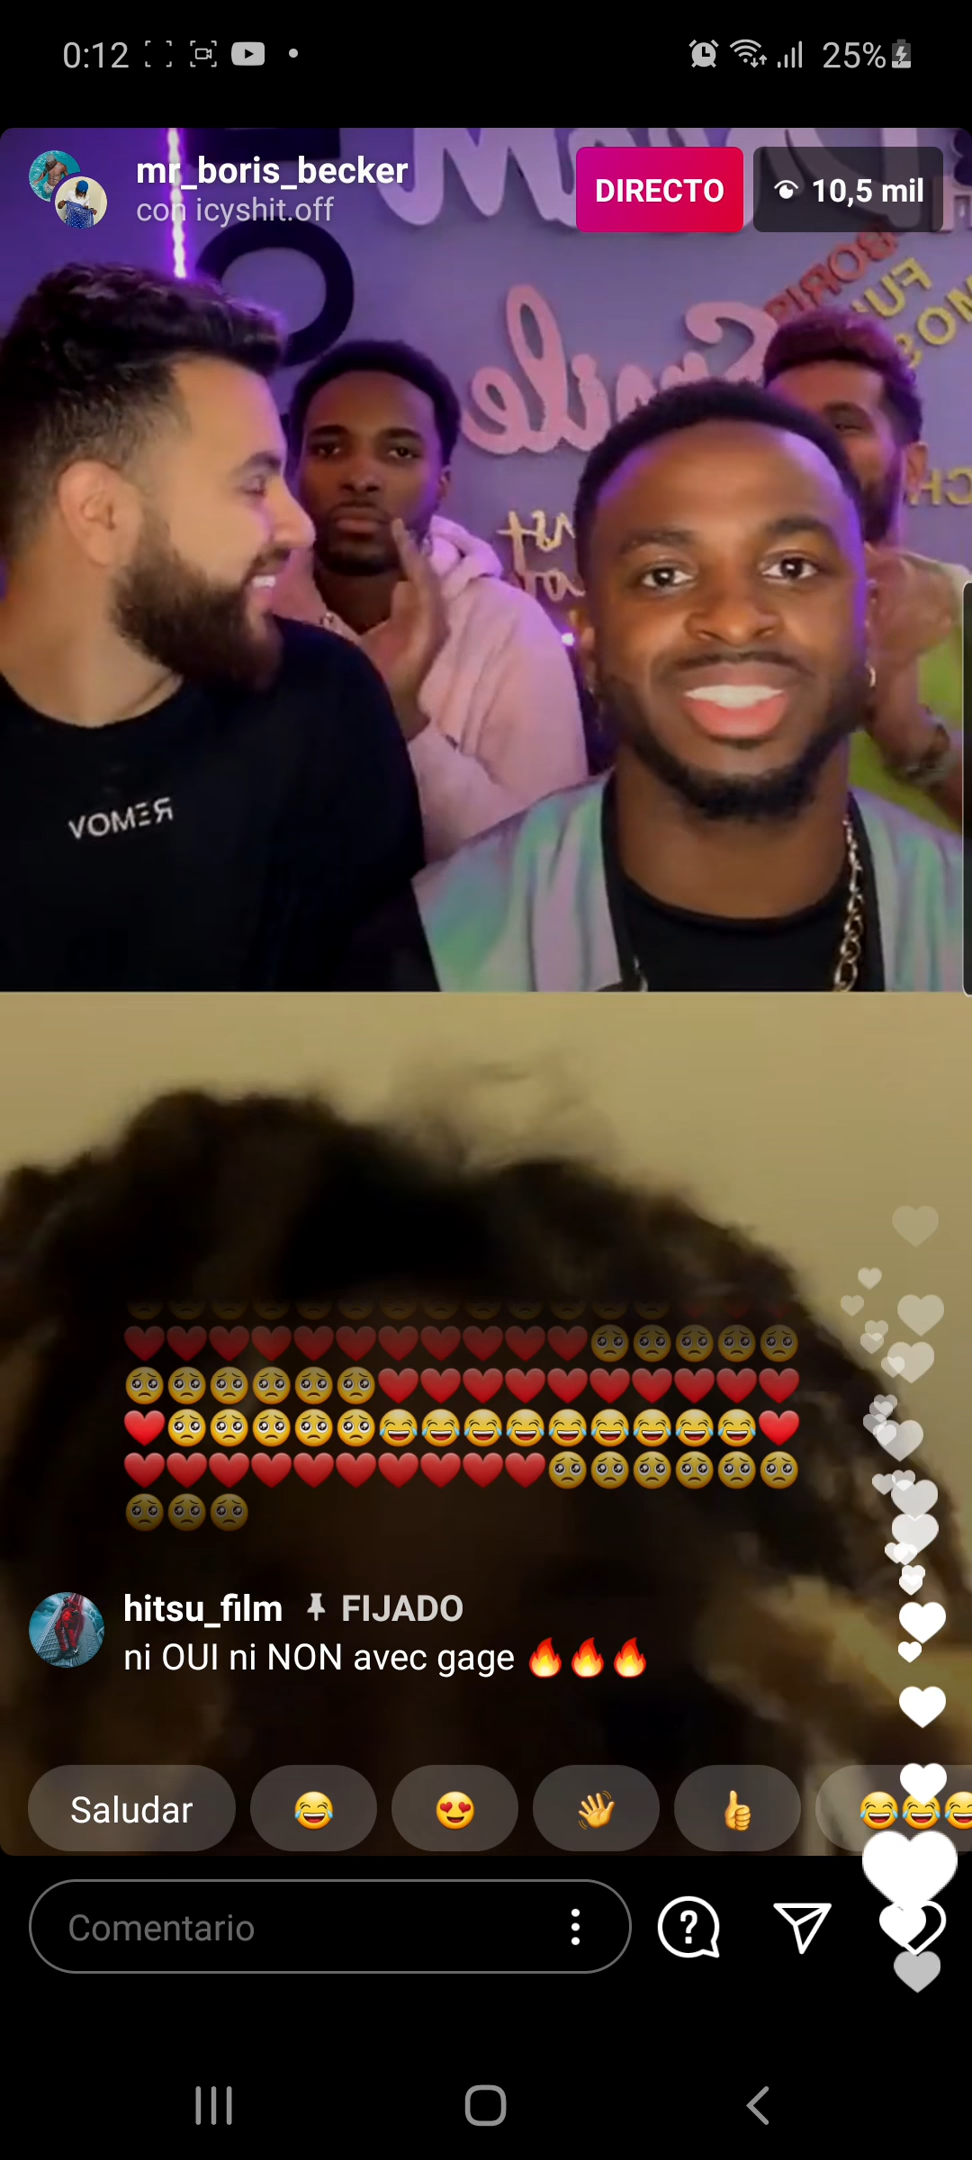 0:12
25%
mr_boris_becker
con icyshit.off
DIRECTO
10,5 mil
Smile
VOMER
hitsu_film FIJADO
ni OUI ni NON avec gage 🔥🔥🔥
Saludar
Comentario